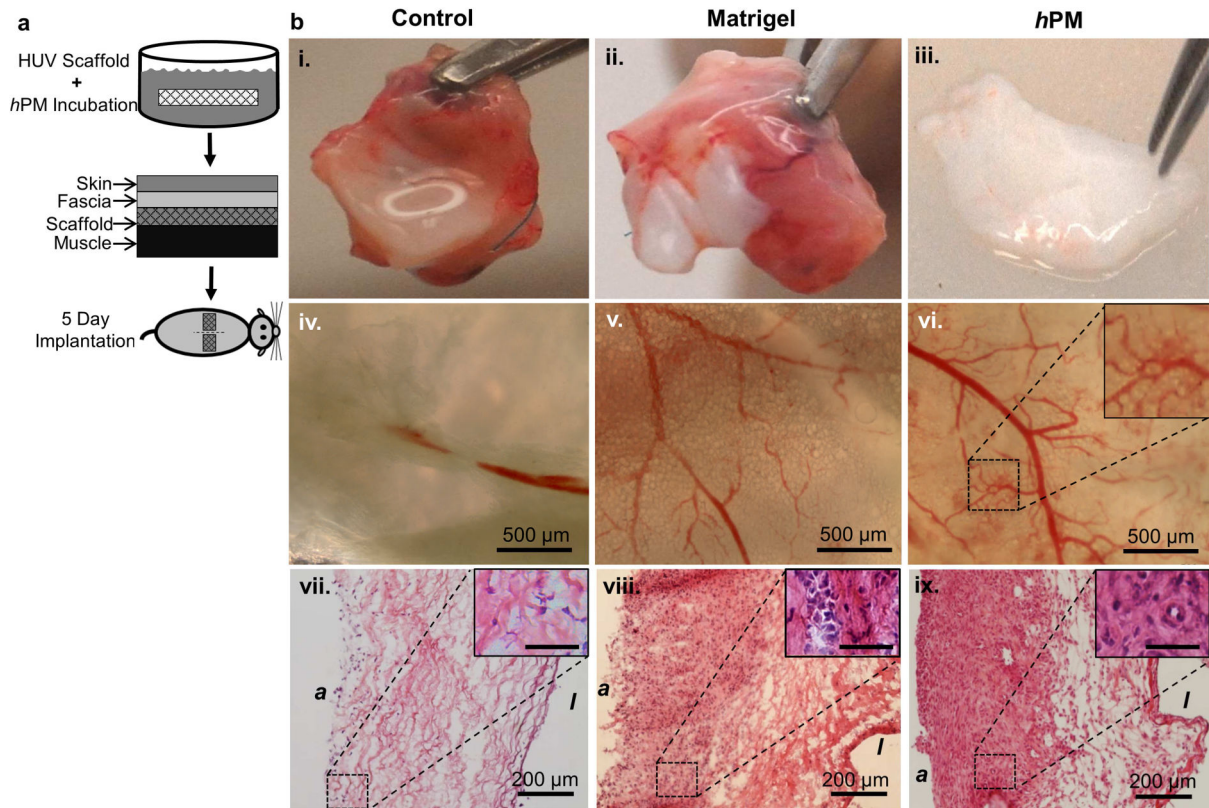 a
HUV Scaffold
+
hPM Incubation
Skin
Fascia
Scaffold
Muscle
5 Day
Implantation
b
Control
Matrigel
hPM
i.
ii.
iii.
iv.
500 µm
v.
500 µm
vi.
500 µm
vii.
a
l
200 µm
viii.
a
l
200 µm
ix.
a
l
200 µm